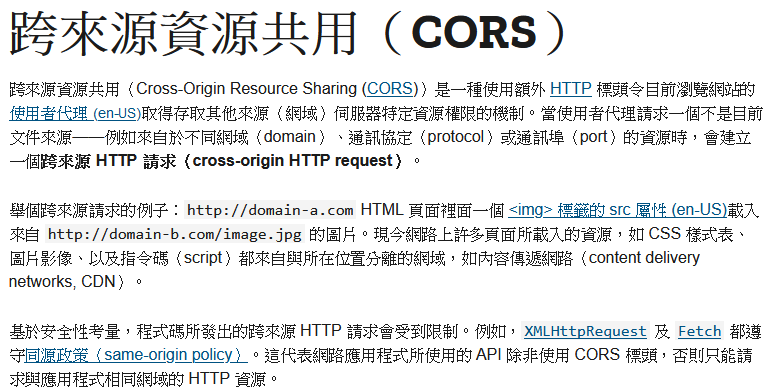 跨來源資源共用（CORS）
跨來源資源共用（Cross-Origin Resource Sharing (CORS)）是一種使用額外 HTTP 標頭令目前瀏覽網站的
使用者代理 (en-US)取得存取其他來源（網域）伺服器特定資源權限的機制。當使用者代理請求一個不是目前
文件來源——例如來自於不同網域（domain）、通訊協定（protocol）或通訊埠（port）的資源時，會建立
一個跨來源 HTTP 請求（cross-origin HTTP request）。
舉個跨來源請求的例子：http://domain-a.com HTML 頁面裡面一個 <img> 標籤的 src 屬性 (en-US)載入
來自 http://domain-b.com/image.jpg 的圖片。現今網路上許多頁面所載入的資源，如 CSS 樣式表、
圖片影像、以及指令碼（script）都來自與所在位置分離的網域，如內容傳遞網路（content delivery
networks, CDN）。
基於安全性考量，程式碼所發出的跨來源 HTTP 請求會受到限制。例如，XMLHttpRequest 及 Fetch 都遵
守同源政策（same-origin policy）。這代表網路應用程式所使用的 API 除非使用 CORS 標頭，否則只能請
求與應用程式相同網域的 HTTP 資源。